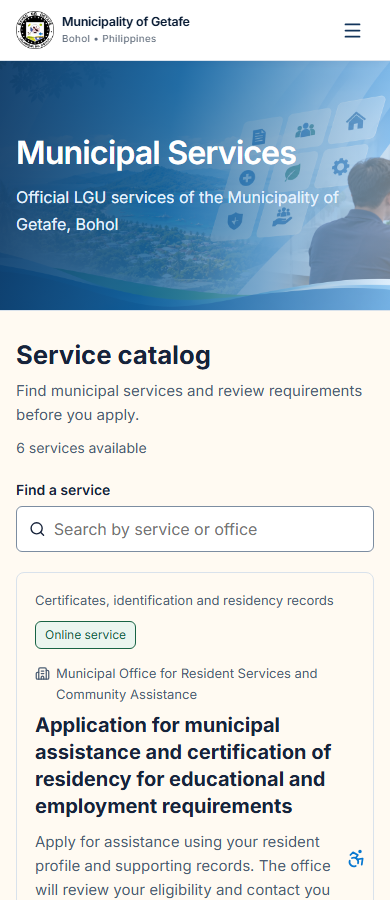 Municipality of Getafe
Bohol • Philippines
Municipal Services
Official LGU services of the Municipality of
Getafe, Bohol
Service catalog
Find municipal services and review requirements
before you apply.
6 services available
Find a service
Search by service or office
Certificates, identification and residency records
Online service
Municipal Office for Resident Services and
Community Assistance
Application for municipal
assistance and certification of
residency for educational and
employment requirements
Apply for assistance using your resident
profile and supporting records. The office
will review your eligibility and contact you